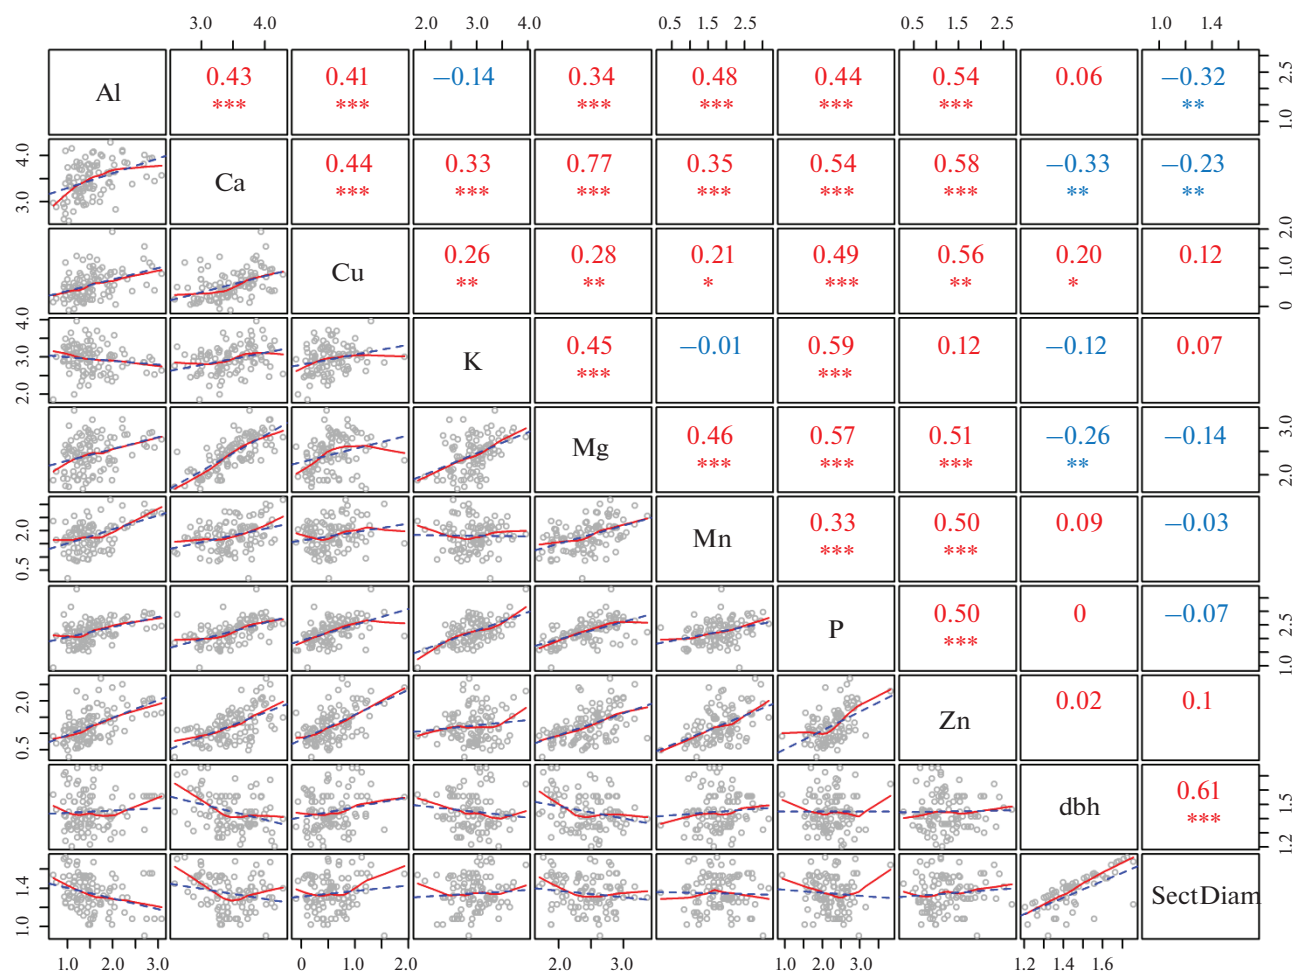 3.0 4.0 2.0 3.0 4.0 0.5 1.5 2.5 0.5 1.5 2.5 1.0 1.4
Al 0.43 0.41 −0.14 0.34 0.48 0.44 0.54 0.06 −0.32
*** *** *** *** *** *** **
1.0 2.5
4.0 3.0
Ca 0.44 0.33 0.77 0.35 0.54 0.58 −0.33 −0.23
*** *** *** *** *** *** ** **
Cu 0.26 0.28 0.21 0.49 0.56 0.20 0.12
** ** * *** ** *
0 1.0 2.0
4.0 3.0 2.0
K 0.45 −0.01 0.59 0.12 −0.12 0.07
*** ***
Mg 0.46 0.57 0.51 −0.26 −0.14
*** *** *** **
2.0 3.0
2.0 0.5
Mn 0.33 0.50 0.09 −0.03
*** ***
P 0.50 0 −0.07
***
1.0 2.5
2.0 0.5
Zn 0.02 0.1
dbh 0.61
***
1.2 1.5
1.4 1.0
SectDiam
1.0 2.0 3.0 0 1.0 2.0 2.0 3.0 1.0 2.0 3.0 1.2 1.4 1.6